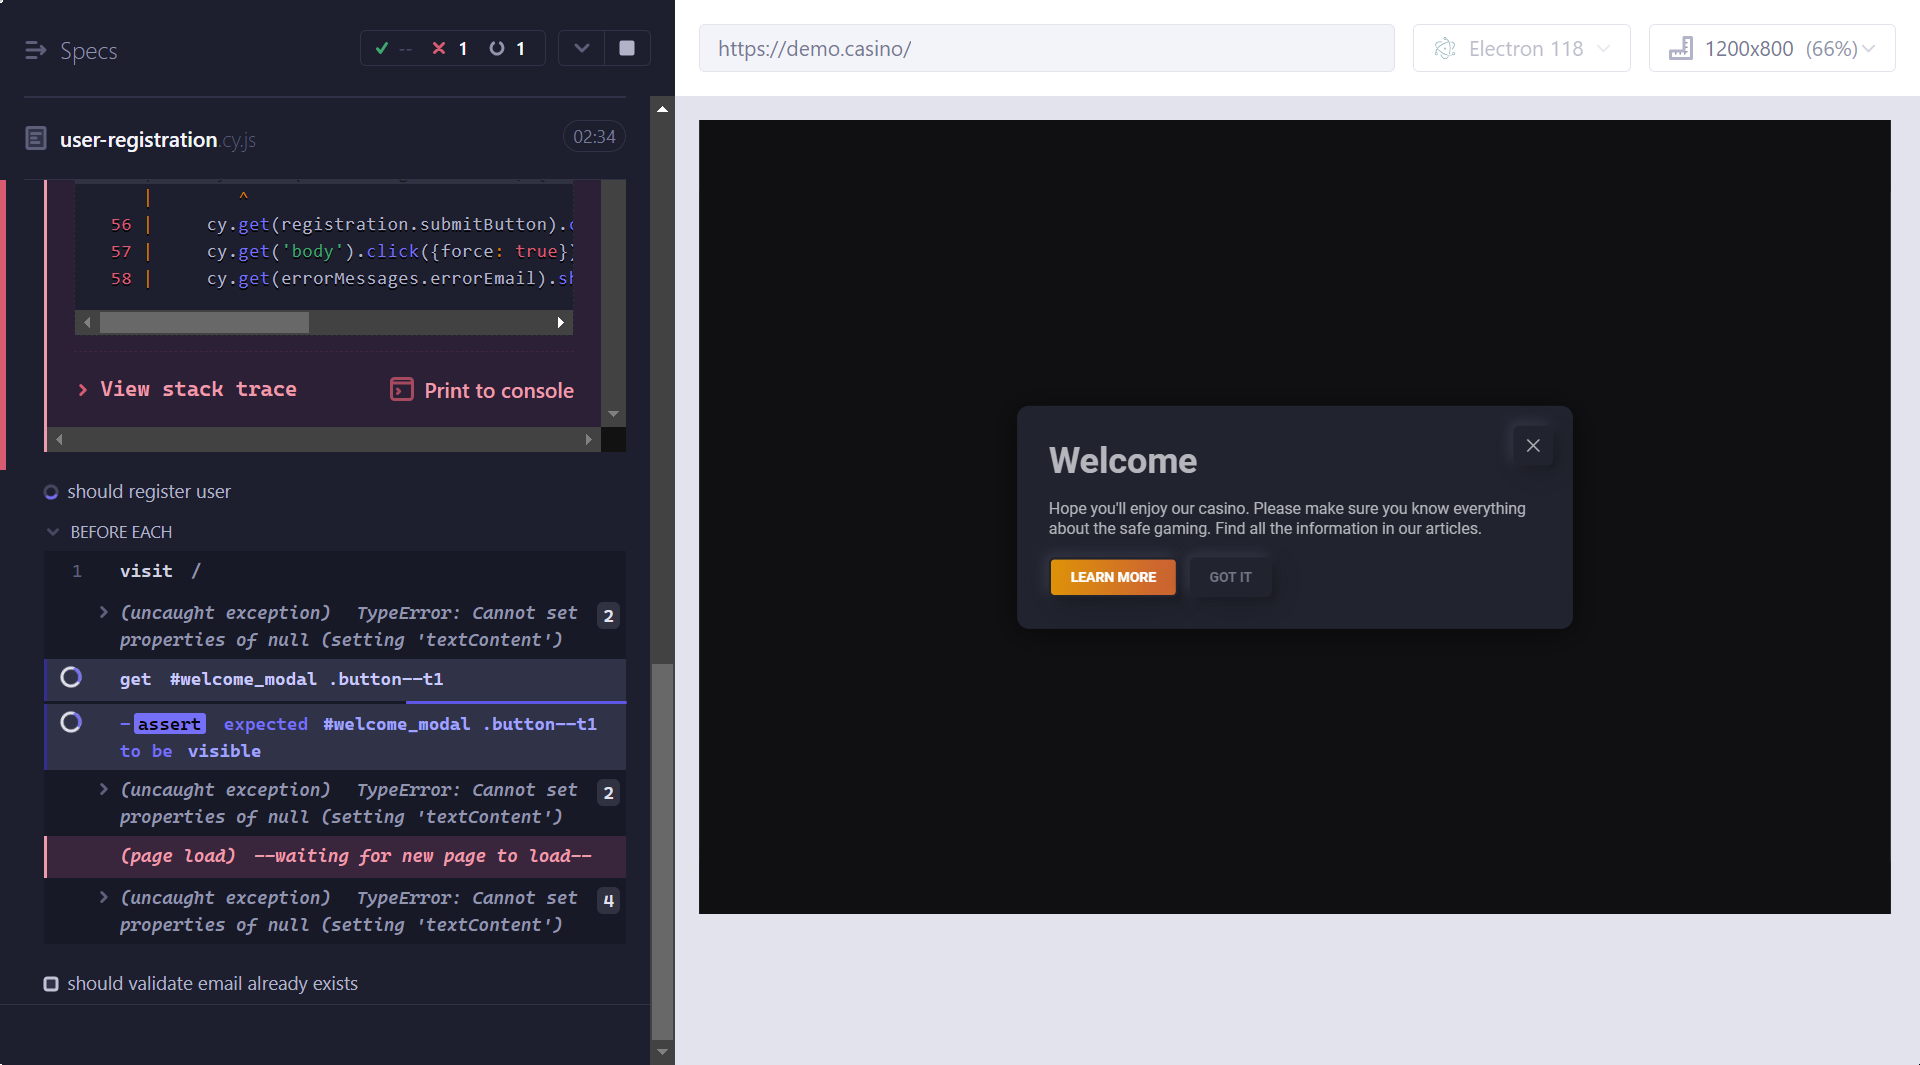 Specs
-- 1 1
https://demo.casino/
Electron 118
1200x800 (66%)
user-registration.cy.js
02:34
| ^
56 | cy.get(registration.submitButton).
57 | cy.get('body').click({force: true})
58 | cy.get(errorMessages.errorEmail).sh
View stack trace
Print to console
should register user
BEFORE EACH
1 visit /
(uncaught exception) TypeError: Cannot set 2
properties of null (setting 'textContent')
get #welcome_modal .button--t1
-assert expected #welcome_modal .button--t1
to be visible
(uncaught exception) TypeError: Cannot set 2
properties of null (setting 'textContent')
(page load) --waiting for new page to load--
(uncaught exception) TypeError: Cannot set 4
properties of null (setting 'textContent')
should validate email already exists
Welcome
Hope you'll enjoy our casino. Please make sure you know everything
about the safe gaming. Find all the information in our articles.
LEARN MORE
GOT IT